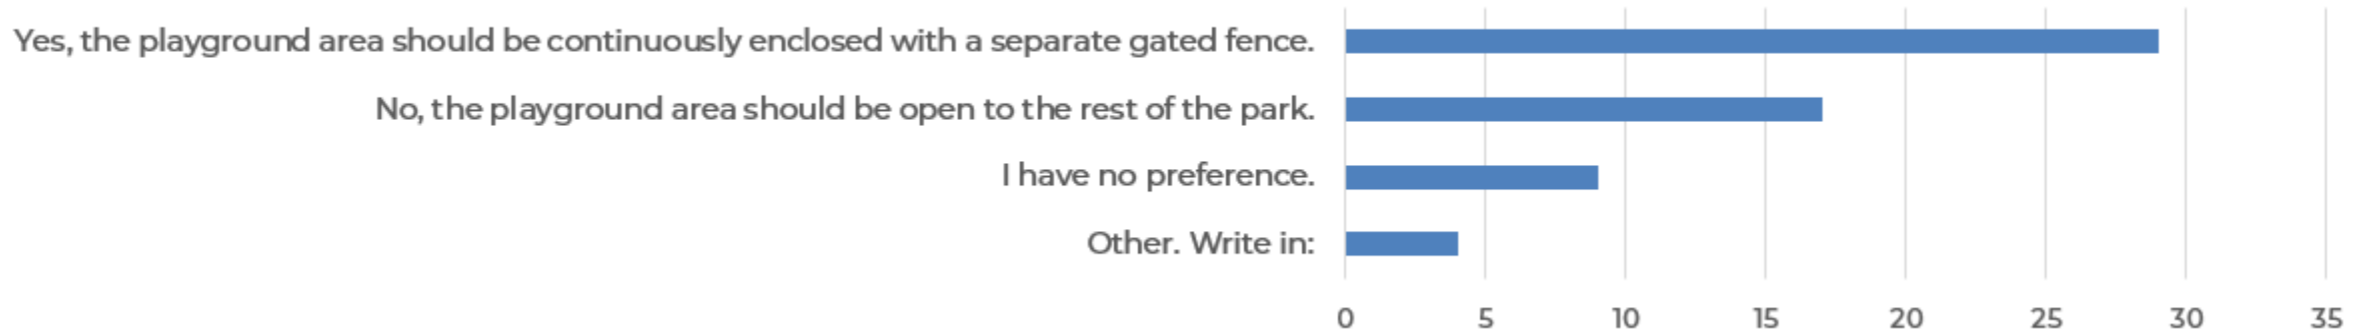 Yes, the playground area should be continuously enclosed with a separate gated fence.
No, the playground area should be open to the rest of the park.
I have no preference.
Other. Write in:
0 5 10 15 20 25 30 35